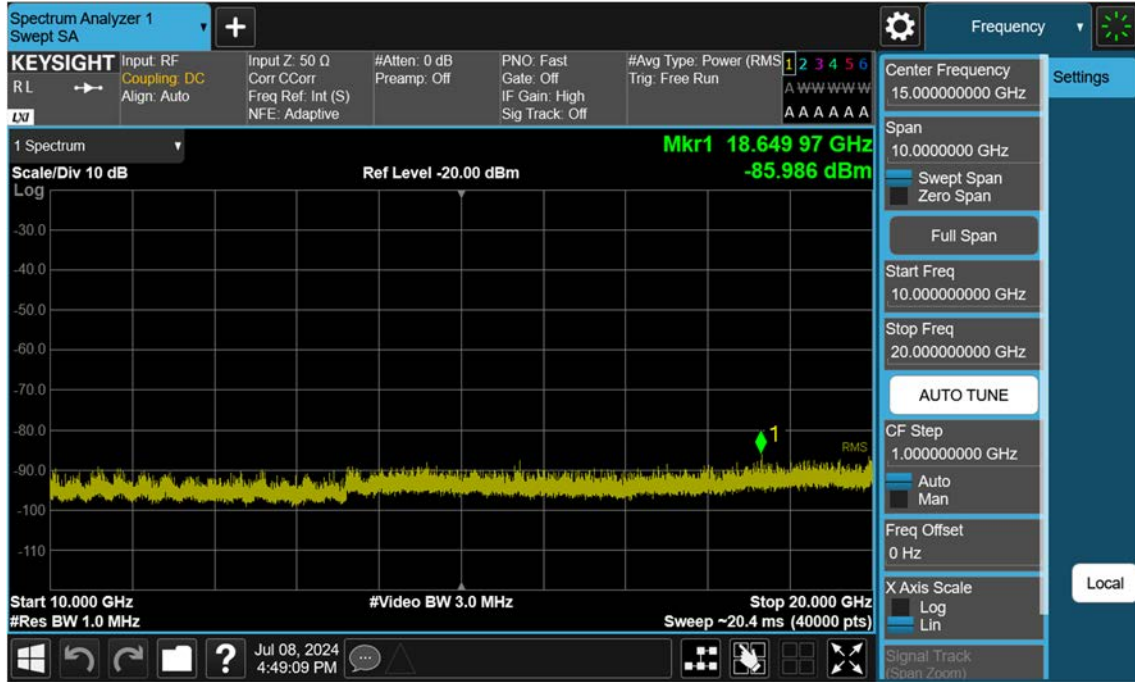 Spectrum Analyzer 1
Swept SA
Frequency
KEYSIGHT
R L
LXI
Input: RF
Coupling: DC
Align: Auto
Input Z: 50 Ω
Corr CCorr
Freq Ref: Int (S)
NFE: Adaptive
#Atten: 0 dB
Preamp: Off
PNO: Fast
Gate: Off
IF Gain: High
Sig Track: Off
#Avg Type: Power (RMS
Trig: Free Run
1 2 3 4 5 6
A W W W W W
A A A A A A
1 Spectrum
Scale/Div 10 dB
Log
Ref Level -20.00 dBm
Mkr1 18.649 97 GHz
-85.986 dBm
-30.0
-40.0
-50.0
-60.0
-70.0
-80.0
-90.0
-100
-110
1
RMS
Start 10.000 GHz
#Res BW 1.0 MHz
#Video BW 3.0 MHz
Stop 20.000 GHz
Sweep ~20.4 ms (40000 pts)
?
Jul 08, 2024
4:49:09 PM
Center Frequency
15.000000000 GHz
Span
10.0000000 GHz
Swept Span
Zero Span
Full Span
Start Freq
10.000000000 GHz
Stop Freq
20.000000000 GHz
AUTO TUNE
CF Step
1.000000000 GHz
Auto
Man
Freq Offset
0 Hz
X Axis Scale
Log
Lin
Signal Track
(Span Zoom)
Settings
Local